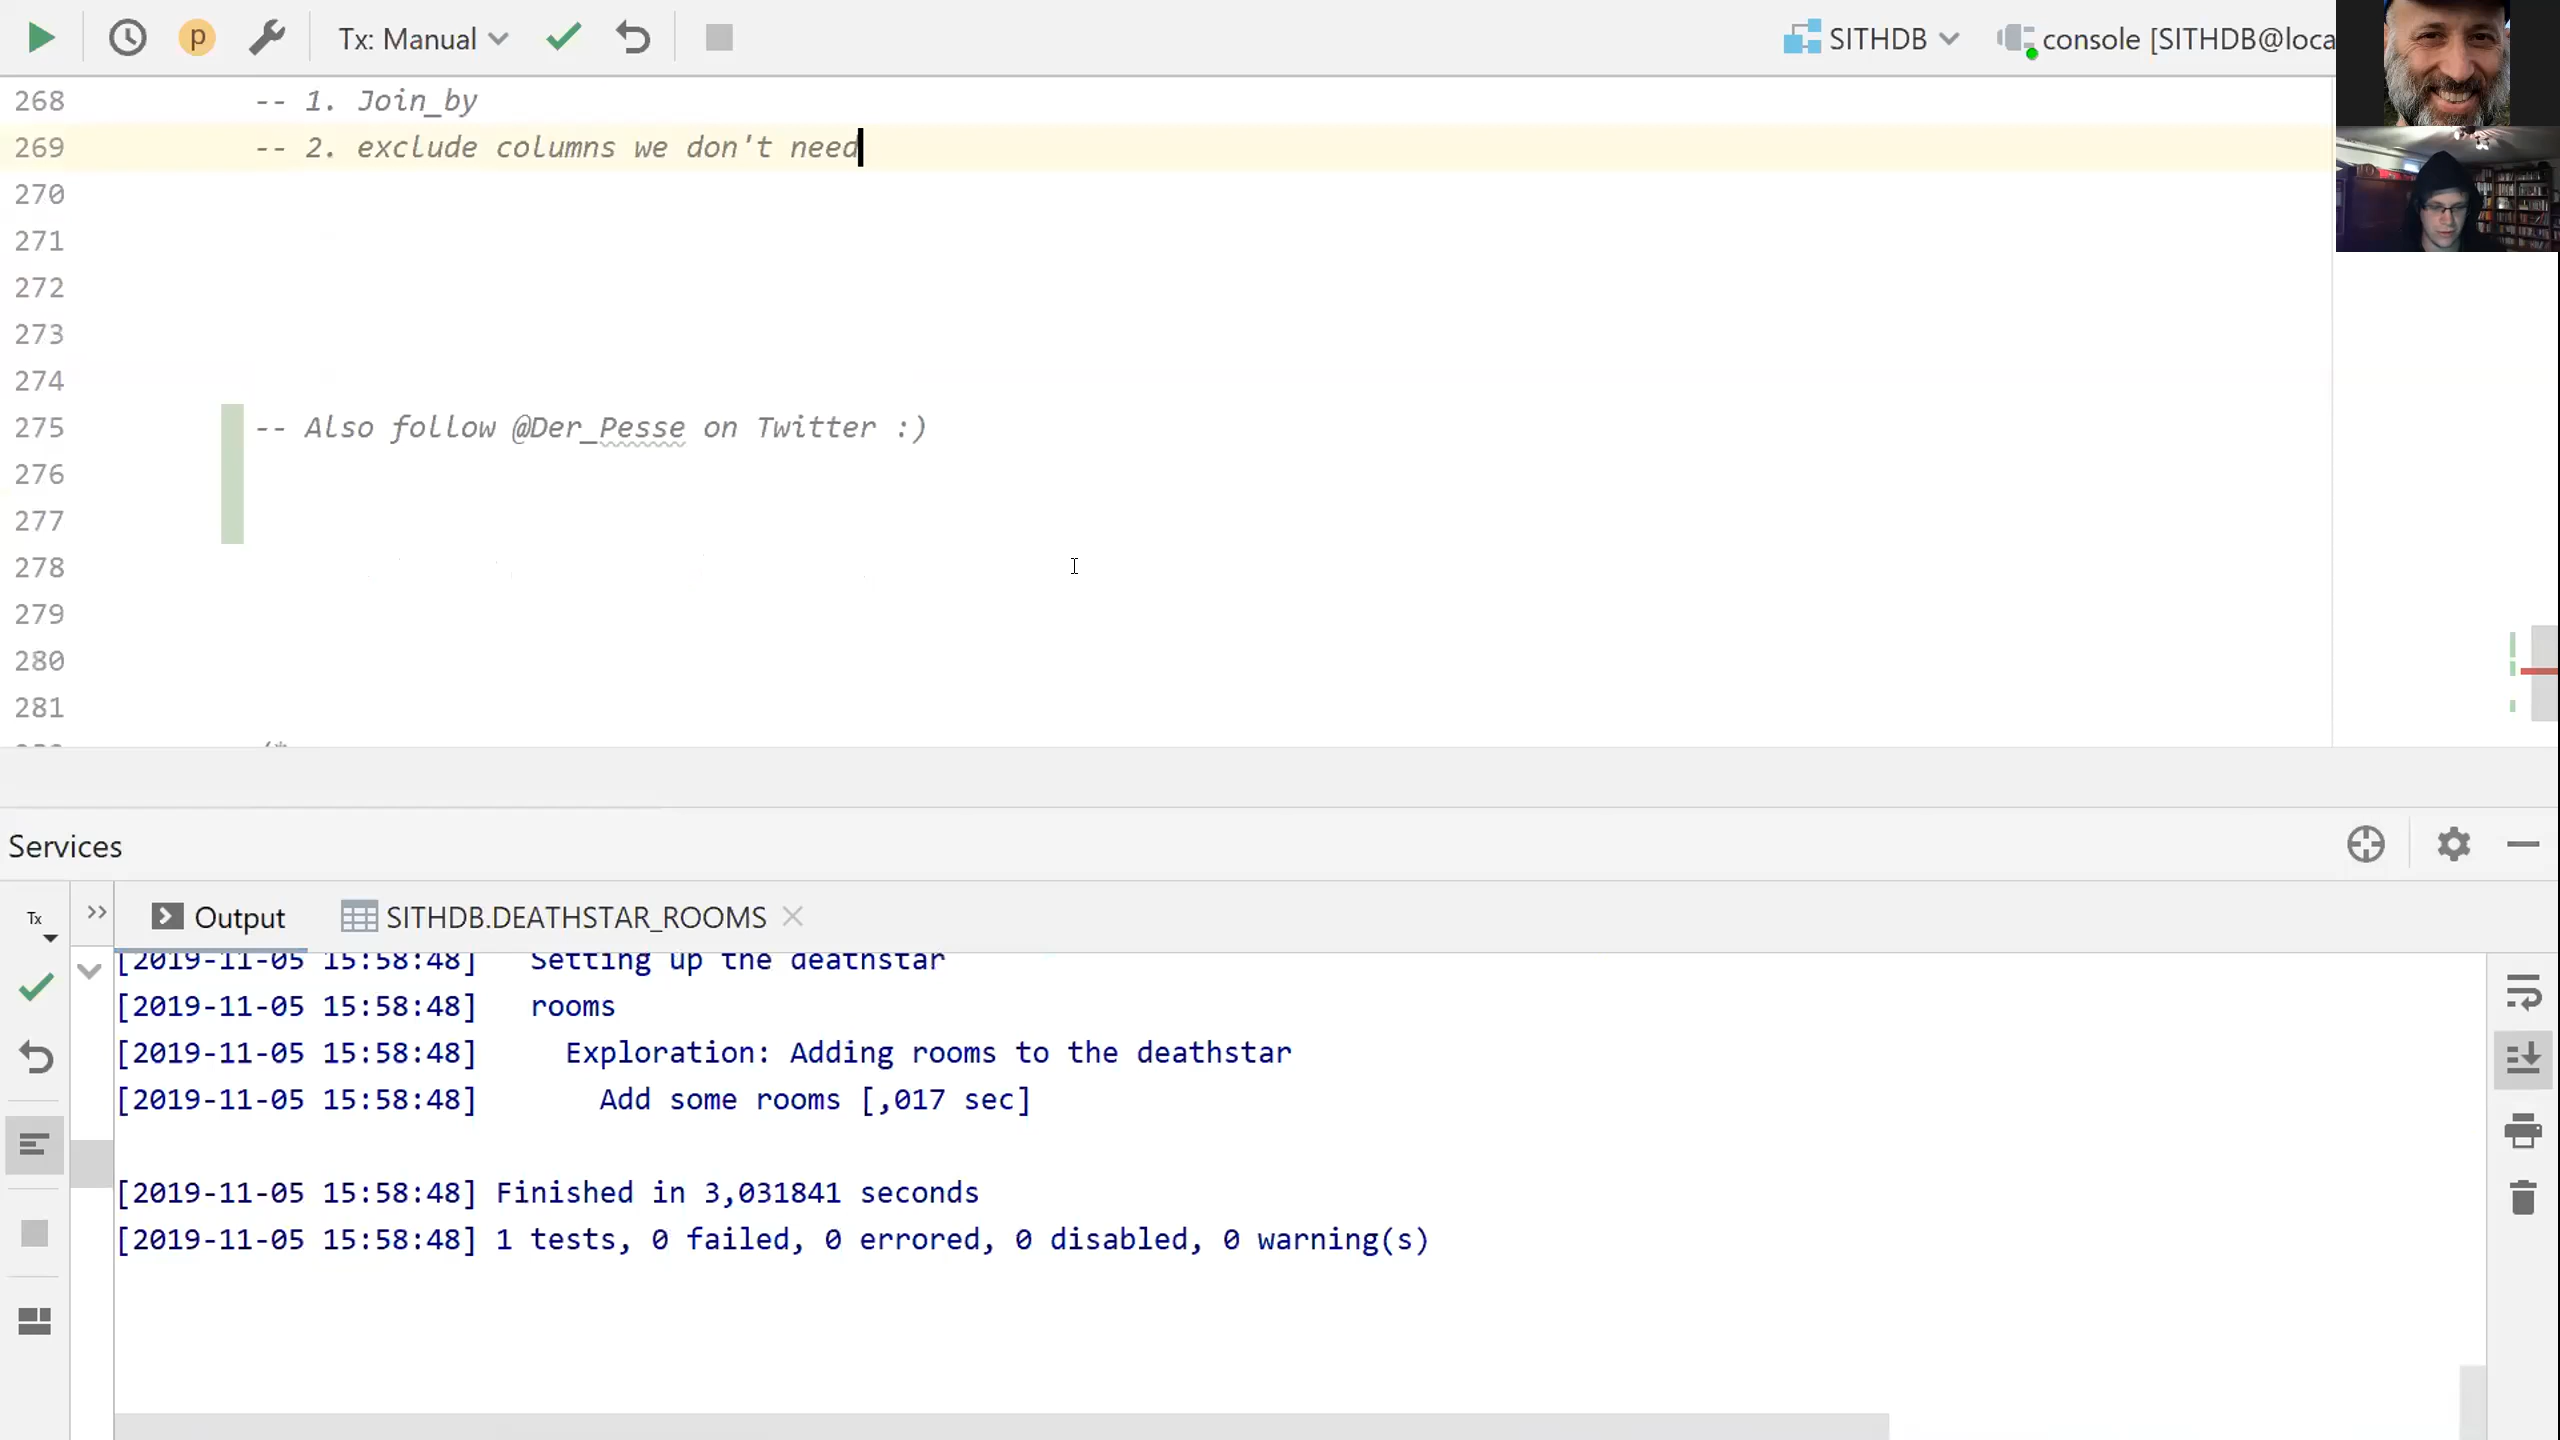 p Tx: Manual SITHDB console [SITHDB@loca
268 -- 1. Join_by
269 -- 2. exclude columns we don't need
270
271
272
273
274
275 -- Also follow @Der_Pesse on Twitter :)
276
277
278
279
280
281
/*
Services
Tx >> Output SITHDB.DEATHSTAR_ROOMS
[2019-11-05 15:58:48] Setting up the deathstar
[2019-11-05 15:58:48] rooms
[2019-11-05 15:58:48] Exploration: Adding rooms to the deathstar
[2019-11-05 15:58:48] Add some rooms [,017 sec]
[2019-11-05 15:58:48] Finished in 3,031841 seconds
[2019-11-05 15:58:48] 1 tests, 0 failed, 0 errored, 0 disabled, 0 warning(s)